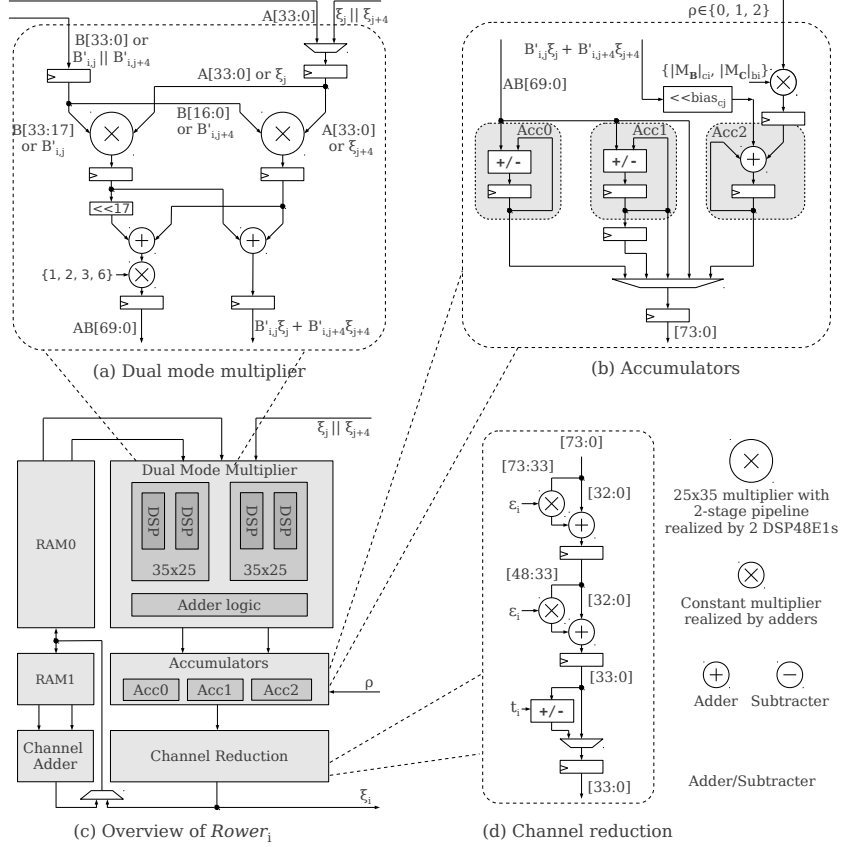 A[33:0]
ξj || ξj+4
B[33:0] or
B'i,j || B'i,j+4
A[33:0] or ξj
B[16:0]
or B'i,j+4
B[33:17]
or B'i,j
A[33:0]
or ξj+4
<<17
{1, 2, 3, 6}
AB[69:0]
B'i,jξj + B'i,j+4ξj+4
(a) Dual mode multiplier
ρ∈{0, 1, 2}
B'i,jξj + B'i,j+4ξj+4
AB[69:0]
{|MB|ci, |MC|bi}
<<biascj
Acc0
Acc1
Acc2
+/-
+/-
[73:0]
(b) Accumulators
ξj || ξj+4
RAM0
Dual Mode Multiplier
DSP
DSP
DSP
DSP
35x25
35x25
Adder logic
RAM1
Accumulators
Acc0
Acc1
Acc2
ρ
Channel
Adder
Channel Reduction
ξi
(c) Overview of Roweri
[73:0]
[73:33]
[32:0]
εi
[48:33]
[32:0]
εi
[33:0]
ti
+/-
[33:0]
(d) Channel reduction
25x35 multiplier with
2-stage pipeline
realized by 2 DSP48E1s
Constant multiplier
realized by adders
Adder
Subtracter
Adder/Subtracter